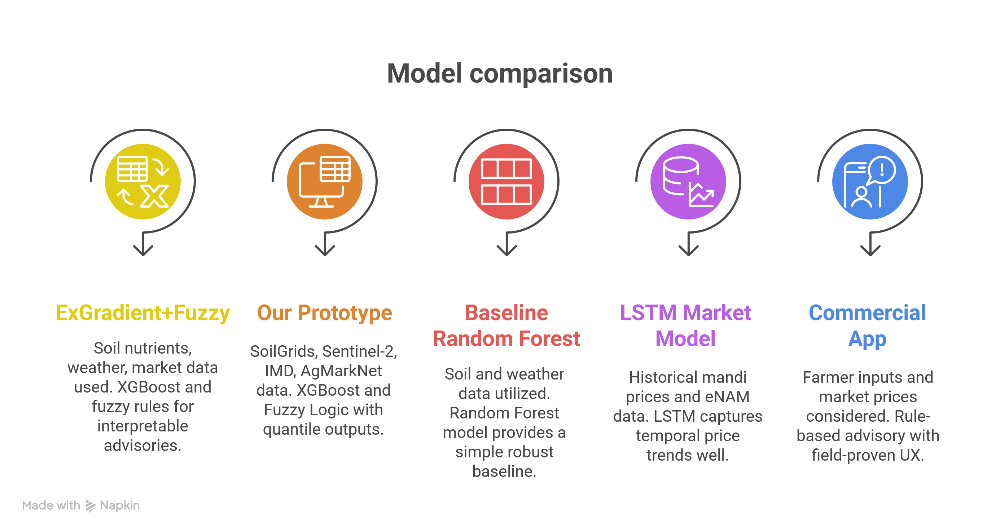 Model comparison
ExGradient+Fuzzy
Soil nutrients,
weather, market data
used. XGBoost and
fuzzy rules for
interpretable
advisories.
Our Prototype
SoilGrids, Sentinel-2,
IMD, AgMarkNet
data. XGBoost and
Fuzzy Logic with
quantile outputs.
Baseline
Random Forest
Soil and weather
data utilized.
Random Forest
model provides a
simple robust
baseline.
LSTM Market
Model
Historical mandi
prices and eNAM
data. LSTM captures
temporal price
trends well.
Commercial
App
Farmer inputs and
market prices
considered. Rule-
based advisory with
field-proven UX.
Made with Napkin